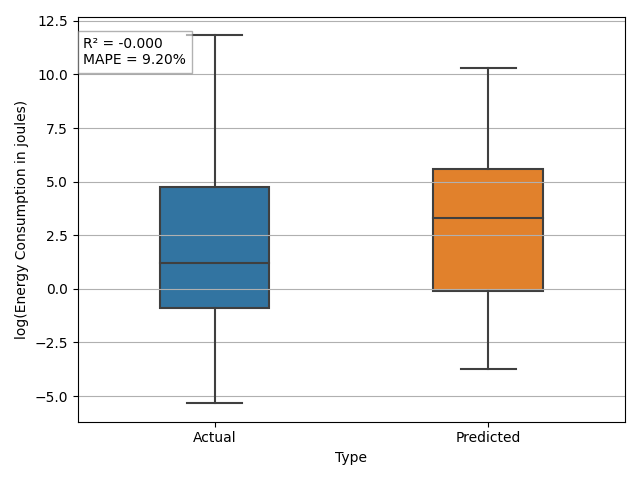 12.5
10.0
7.5
5.0
2.5
0.0
−2.5
−5.0
log(Energy Consumption in joules)
R² = -0.000
MAPE = 9.20%
Actual
Predicted
Type